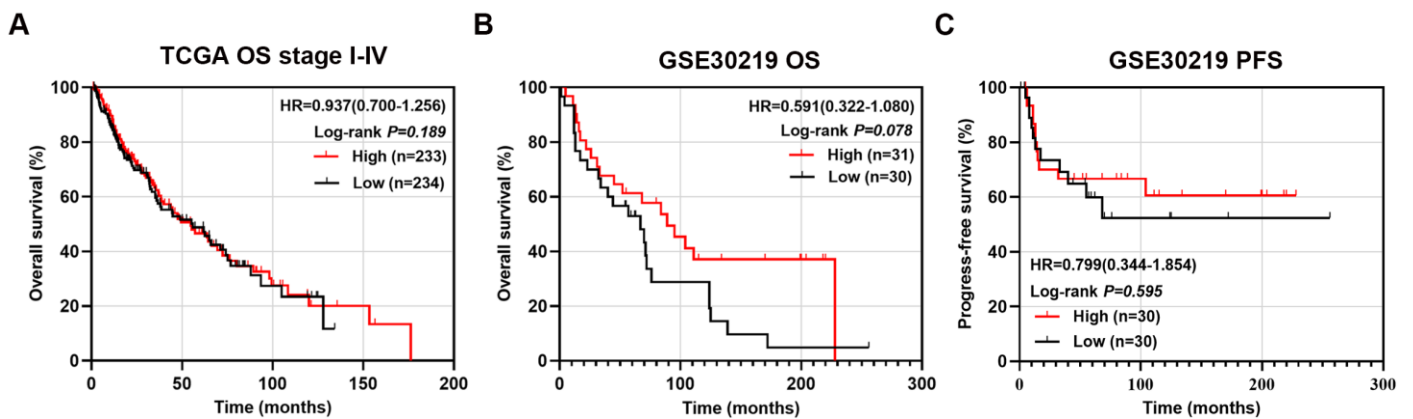 A
TCGA OS stage I-IV
Overall survival (%)
100
80
60
40
20
0
HR=0.937(0.700-1.256)
Log-rank P=0.189
High (n=233)
Low (n=234)
0 50 100 150 200
Time (months)
B
GSE30219 OS
Overall survival (%)
100
80
60
40
20
0
HR=0.591(0.322-1.080)
Log-rank P=0.078
High (n=31)
Low (n=30)
0 100 200 300
Time (months)
C
GSE30219 PFS
Progress-free survival (%)
100
80
60
40
20
0
HR=0.799(0.344-1.854)
Log-rank P=0.595
High (n=30)
Low (n=30)
0 100 200 300
Time (months)